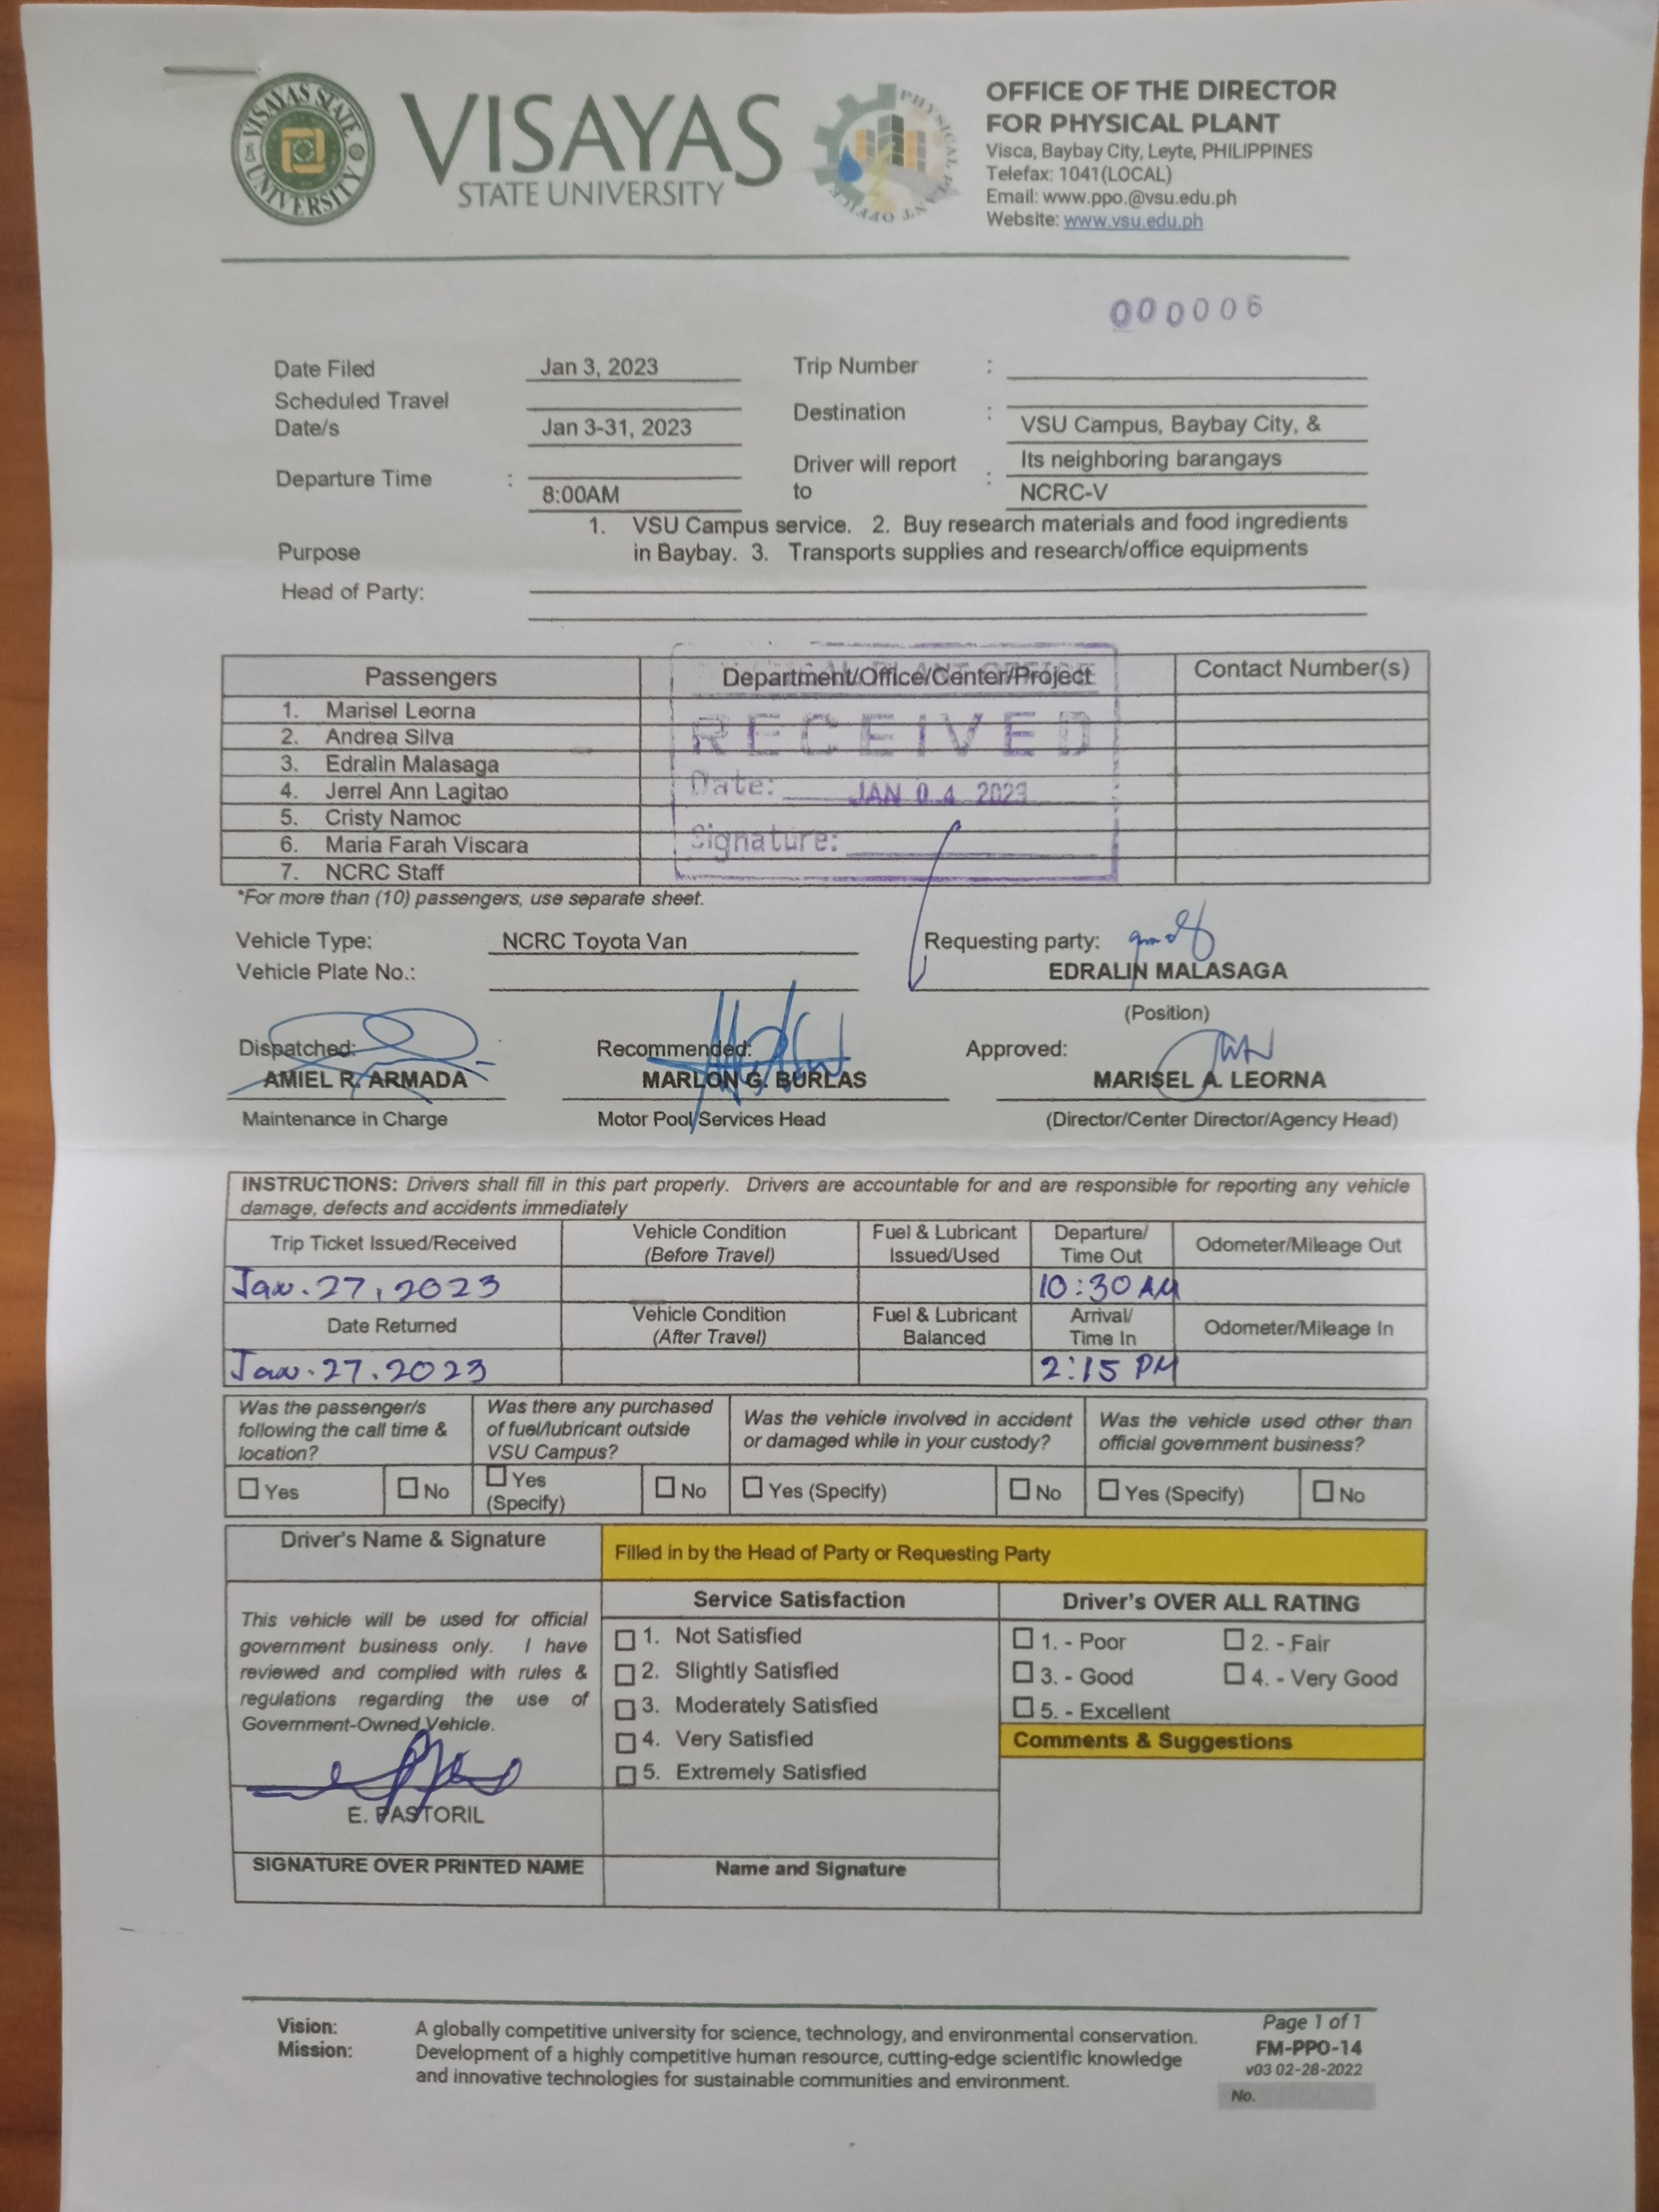 VISAYAS STATE UNIVERSITY
VISAYAS
STATE UNIVERSITY
PHYSICAL PLANT OFFICE
OFFICE OF THE DIRECTOR
FOR PHYSICAL PLANT
Visca, Baybay City, Leyte, PHILIPPINES
Telefax: 1041(LOCAL)
Email: www.ppo.@vsu.edu.ph
Website: www.vsu.edu.ph
000006
Date Filed Jan 3, 2023 Trip Number :
Scheduled Travel
Date/s Jan 3-31, 2023 Destination : VSU Campus, Baybay City, &
Its neighboring barangays
Departure Time : 8:00AM Driver will report
to : NCRC-V
Purpose 1. VSU Campus service. 2. Buy research materials and food ingredients
in Baybay. 3. Transports supplies and research/office equipments
Head of Party:
Passengers Department/Office/Center/Project Contact Number(s)
1. Marisel Leorna
2. Andrea Silva
3. Edralin Malasaga
4. Jerrel Ann Lagitao
5. Cristy Namoc
6. Maria Farah Viscara
7. NCRC Staff
PLANT OFFICE
RECEIVED
Date: JAN 04 2023
Signature:
*For more than (10) passengers, use separate sheet.
Vehicle Type: NCRC Toyota Van Requesting party:
Vehicle Plate No.: EDRALIN MALASAGA
(Position)
Dispatched: Recommended: Approved:
AMIEL R. ARMADA MARLON G. BURLAS MARISEL A. LEORNA
Maintenance in Charge Motor Pool Services Head (Director/Center Director/Agency Head)
INSTRUCTIONS: Drivers shall fill in this part properly. Drivers are accountable for and are responsible for reporting any vehicle
damage, defects and accidents immediately
Trip Ticket Issued/Received Vehicle Condition (Before Travel) Fuel & Lubricant Issued/Used Departure/ Time Out Odometer/Mileage Out
Jan. 27, 2023 10:30 AM
Date Returned Vehicle Condition (After Travel) Fuel & Lubricant Balanced Arrival/ Time In Odometer/Mileage In
Jan. 27. 2023 2:15 PM
Was the passenger/s
following the call time &
location?
Was there any purchased
of fuel/lubricant outside
VSU Campus?
Was the vehicle involved in accident
or damaged while in your custody?
Was the vehicle used other than
official government business?
☐ Yes ☐ No ☐ Yes (Specify) ☐ No ☐ Yes (Specify) ☐ No ☐ Yes (Specify) ☐ No
Driver's Name & Signature Filled in by the Head of Party or Requesting Party
This vehicle will be used for official
government business only. I have
reviewed and complied with rules &
regulations regarding the use of
Government-Owned Vehicle.
E. PASTORIL
SIGNATURE OVER PRINTED NAME
Service Satisfaction
☐ 1. Not Satisfied
☐ 2. Slightly Satisfied
☐ 3. Moderately Satisfied
☐ 4. Very Satisfied
☐ 5. Extremely Satisfied
Name and Signature
Driver's OVER ALL RATING
☐ 1. - Poor ☐ 2. - Fair
☐ 3. - Good ☐ 4. - Very Good
☐ 5. - Excellent
Comments & Suggestions
Vision: A globally competitive university for science, technology, and environmental conservation.
Mission: Development of a highly competitive human resource, cutting-edge scientific knowledge
and innovative technologies for sustainable communities and environment.
Page 1 of 1
FM-PPO-14
v03 02-28-2022
No.